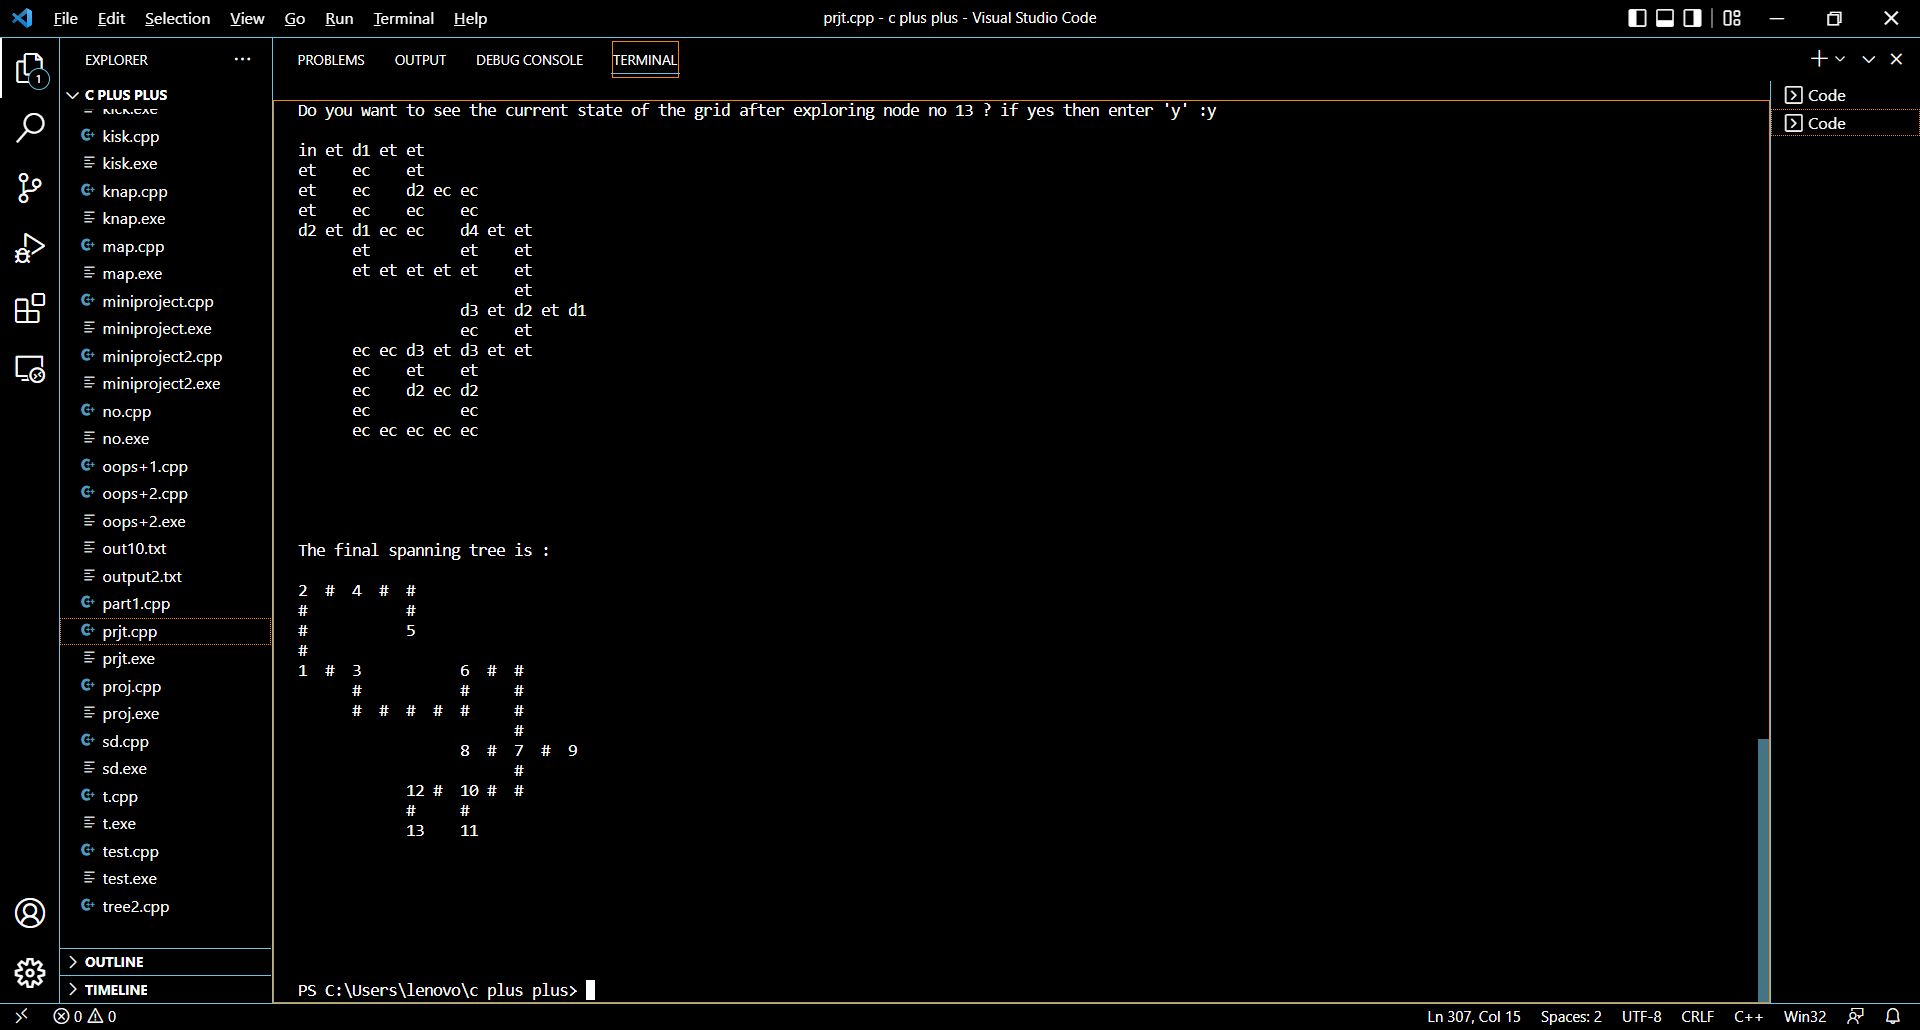 File Edit Selection View Go Run Terminal Help
prjt.cpp - c plus plus - Visual Studio Code
1
EXPLORER ...
C PLUS PLUS
kick.exe
kisk.cpp
kisk.exe
knap.cpp
knap.exe
map.cpp
map.exe
miniproject.cpp
miniproject.exe
miniproject2.cpp
miniproject2.exe
no.cpp
no.exe
oops+1.cpp
oops+2.cpp
oops+2.exe
out10.txt
output2.txt
part1.cpp
prjt.cpp
prjt.exe
proj.cpp
proj.exe
sd.cpp
sd.exe
t.cpp
t.exe
test.cpp
test.exe
tree2.cpp
OUTLINE
TIMELINE
PROBLEMS OUTPUT DEBUG CONSOLE TERMINAL
Do you want to see the current state of the grid after exploring node no 13 ? if yes then enter 'y' :y
in et d1 et et
et    ec    et
et    ec    d2 ec ec
et    ec    ec    ec
d2 et d1 ec ec    d4 et et
      et          et    et
      et et et et et    et
                        et
                  d3 et d2 et d1
                  ec    et
      ec ec d3 et d3 et et
      ec    et    et
      ec    d2 ec d2
      ec          ec
      ec ec ec ec ec
The final spanning tree is :
2  #  4  #  #
#           #
#           5
#
1  #  3           6  #  #
      #           #     #
      #  #  #  #  #     #
                        #
                  8  #  7  #  9
                        #
            12 #  10 #  #
            #     #
            13    11
PS C:\Users\lenovo\c plus plus>
Code
Code
0 0
Ln 307, Col 15 Spaces: 2 UTF-8 CRLF C++ Win32